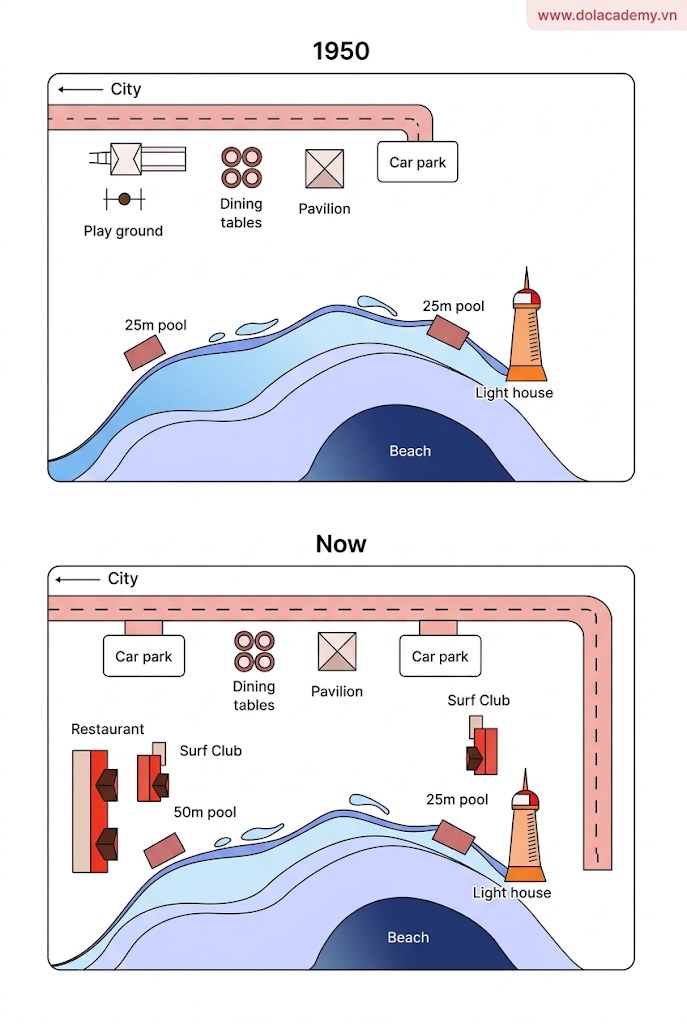 www.dolacademy.vn
1950
City
Car park
Play ground
Dining
tables
Pavilion
25m pool
25m pool
Light house
Beach
Now
City
Car park
Dining
tables
Pavilion
Car park
Restaurant
Surf Club
Surf Club
50m pool
25m pool
Light house
Beach